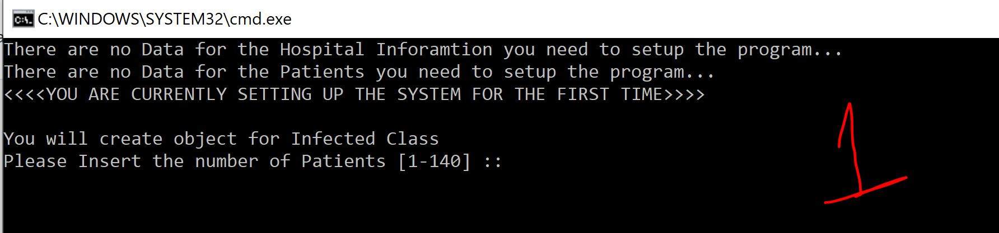 C:\WINDOWS\SYSTEM32\cmd.exe
There are no Data for the Hospital Inforamtion you need to setup the program...
There are no Data for the Patients you need to setup the program...
<<<<YOU ARE CURRENTLY SETTING UP THE SYSTEM FOR THE FIRST TIME>>>>
You will create object for Infected Class
Please Insert the number of Patients [1-140] ::
1